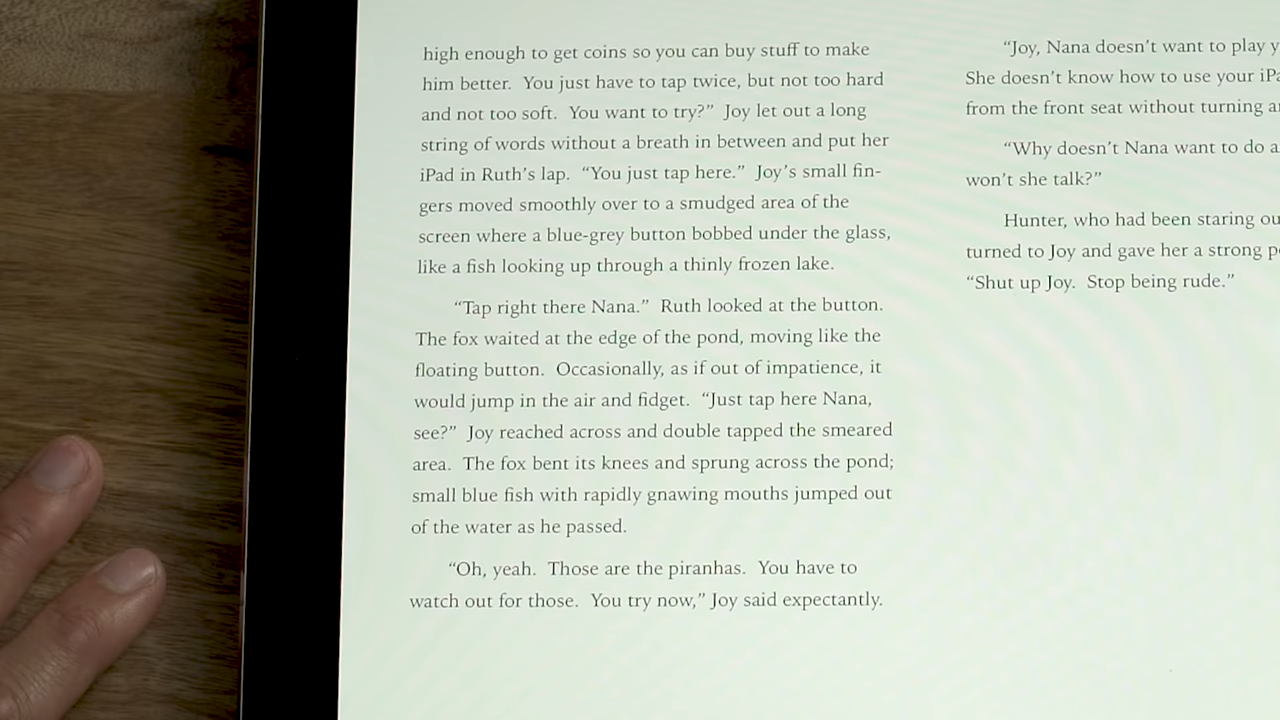 high enough to get coins so you can buy stuff to make
him better.  You just have to tap twice, but not too hard
and not too soft.  You want to try?”  Joy let out a long
string of words without a breath in between and put her
iPad in Ruth’s lap.  “You just tap here.”  Joy’s small fin-
gers moved smoothly over to a smudged area of the
screen where a blue-grey button bobbed under the glass,
like a fish looking up through a thinly frozen lake.
“Tap right there Nana.”  Ruth looked at the button.
The fox waited at the edge of the pond, moving like the
floating button.  Occasionally, as if out of impatience, it
would jump in the air and fidget.  “Just tap here Nana,
see?”  Joy reached across and double tapped the smeared
area.  The fox bent its knees and sprung across the pond;
small blue fish with rapidly gnawing mouths jumped out
of the water as he passed.
“Oh, yeah.  Those are the piranhas.  You have to
watch out for those.  You try now,” Joy said expectantly.
“Joy, Nana doesn’t want to play
She doesn’t know how to use your
from the front seat without turning
“Why doesn’t Nana want to do
won’t she talk?”
Hunter, who had been staring
turned to Joy and gave her a strong
“Shut up Joy.  Stop being rude.”